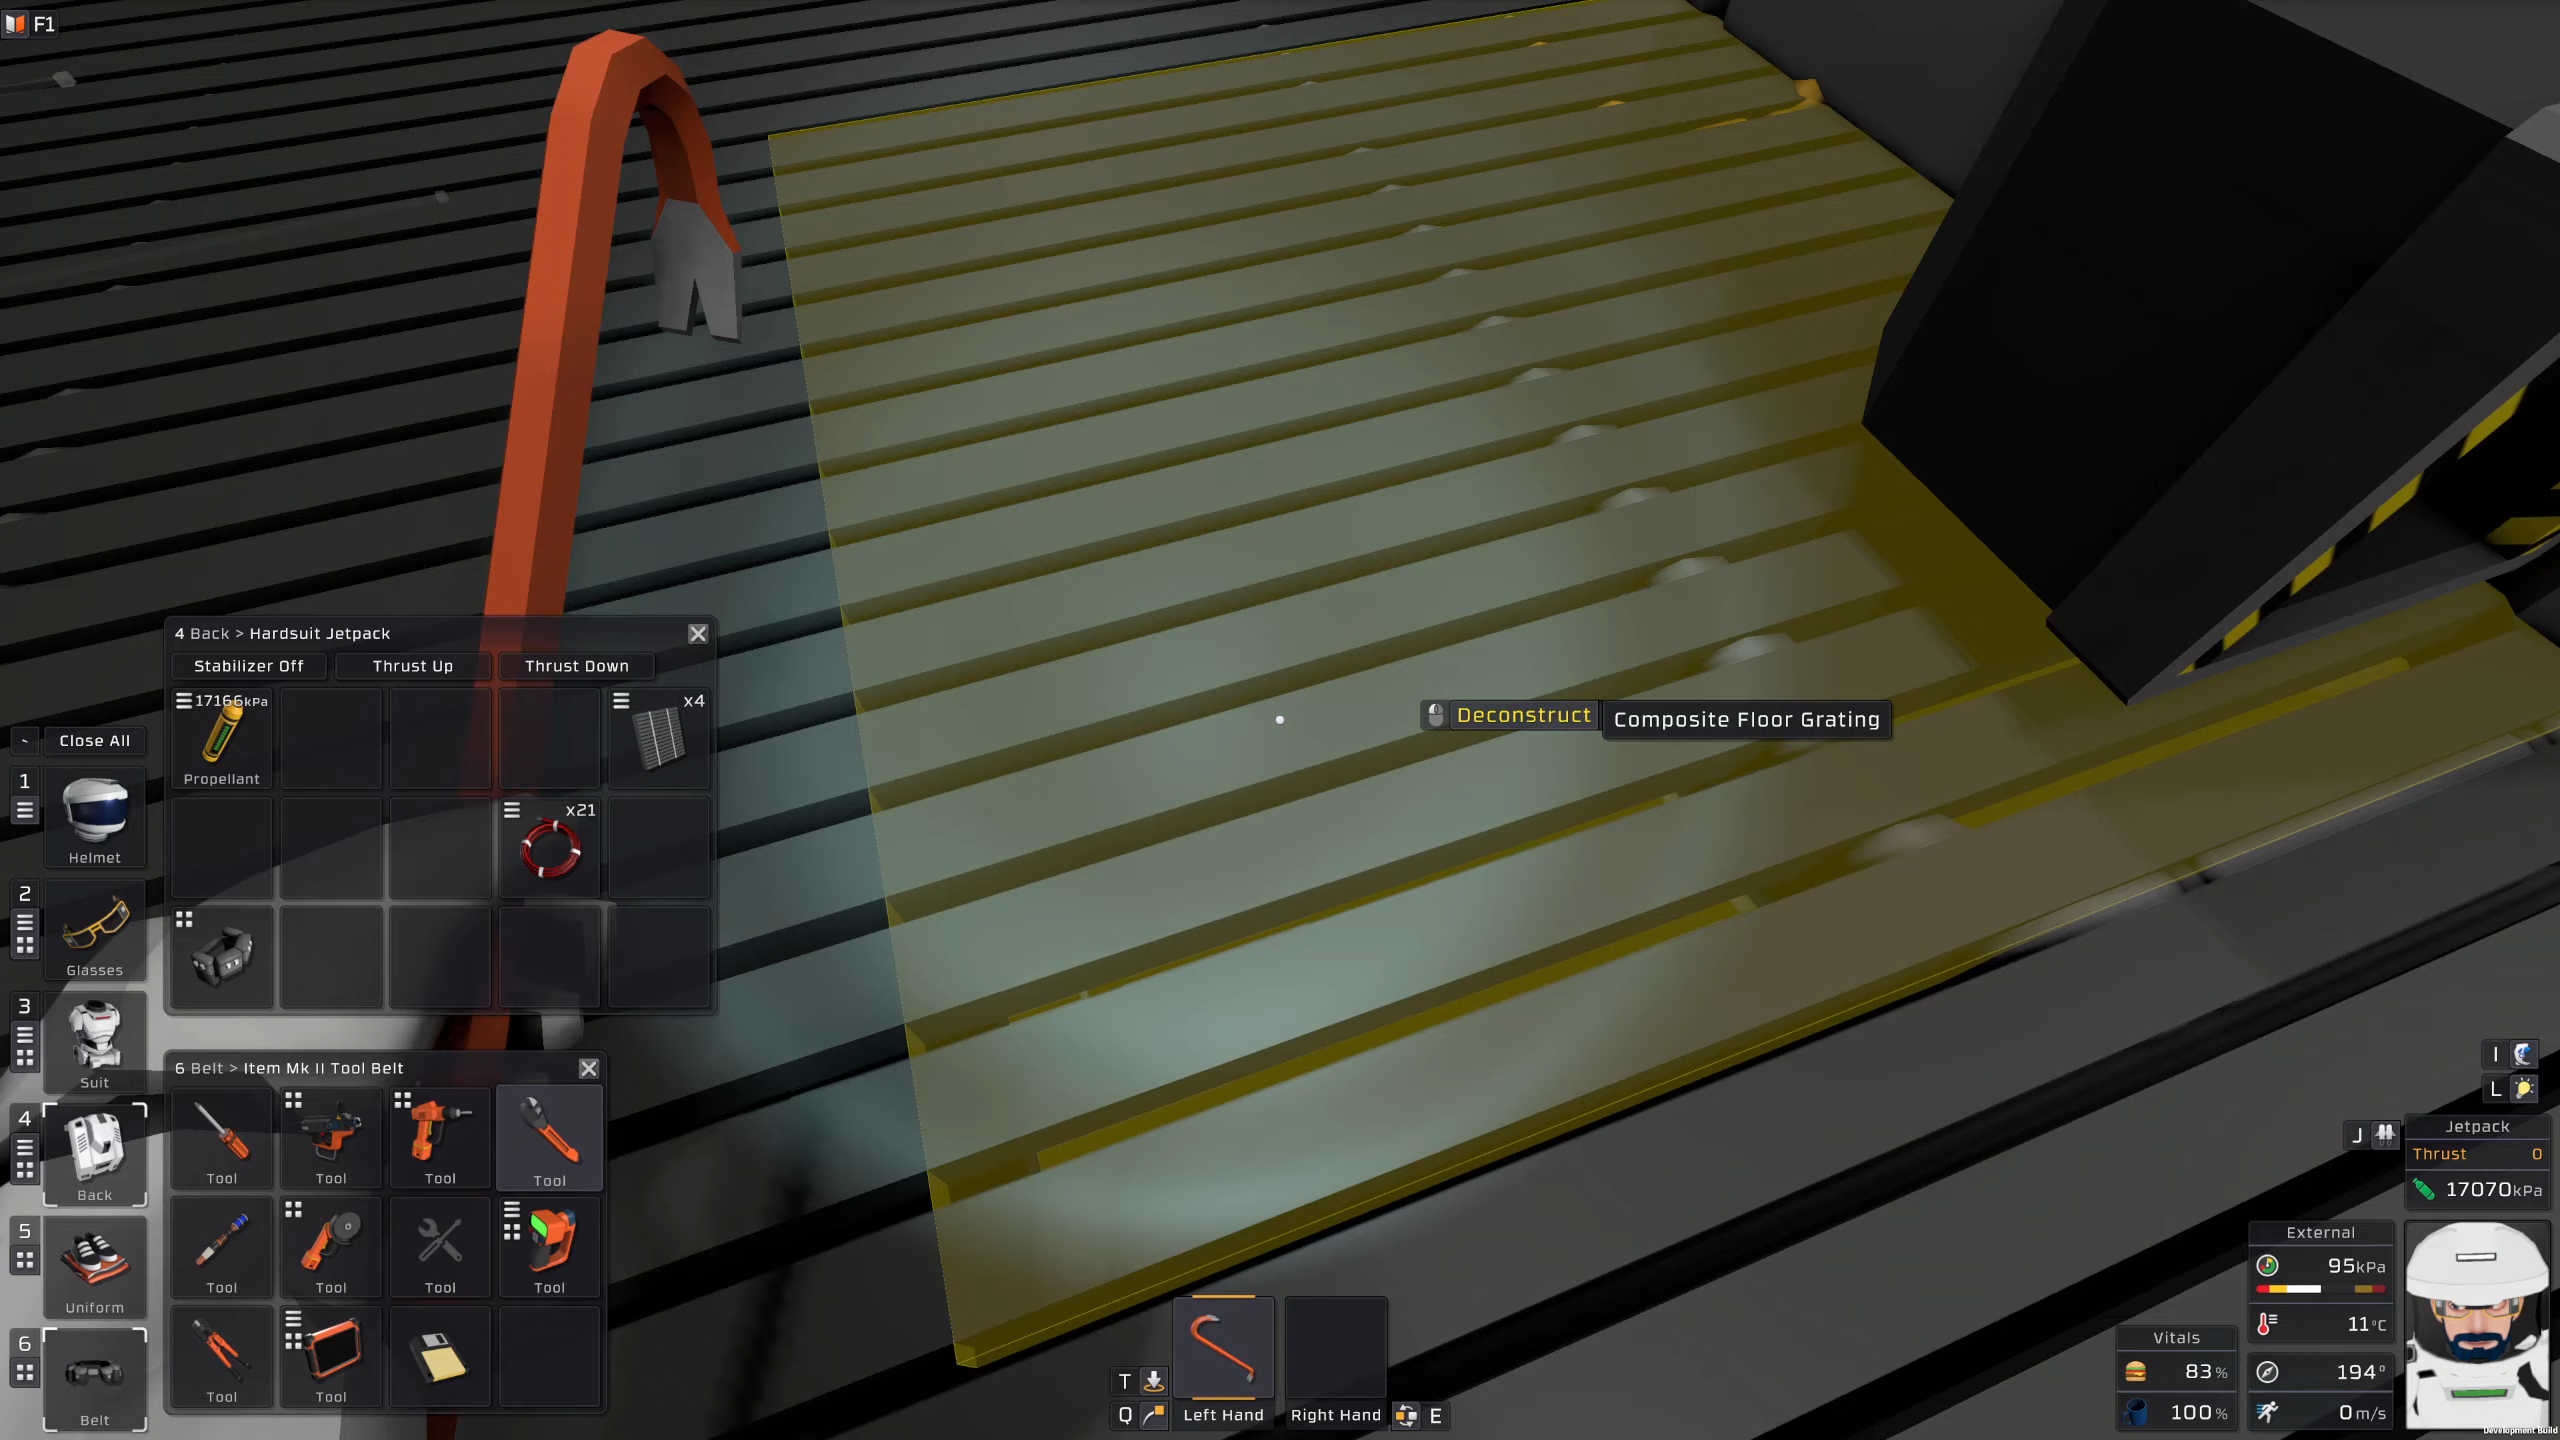 F1
4 Back > Hardsuit Jetpack
Stabilizer Off
Thrust Up
Thrust Down
17166kPa
x4
Propellant
x21
~ Close All
1
Helmet
2
Glasses
3
Suit
4
Back
5
Uniform
6
Belt
6 Belt > Item Mk II Tool Belt
Tool
Tool
Tool
Tool
Tool
Tool
Tool
Tool
Tool
Tool
Deconstruct
Composite Floor Grating
T
Q
Left Hand
Right Hand
E
I
L
J
Jetpack
Thrust 0
17070kPa
External
95kPa
11°C
194°
0m/s
Vitals
83%
100%
Development Build